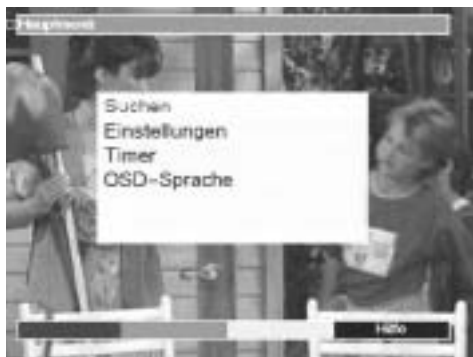 Hauptmenü
Suchen
Einstellungen
Timer
OSD-Sprache
Hilfe